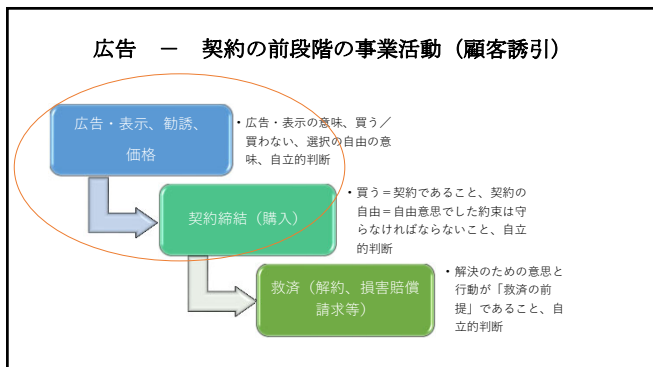 広告　－　契約の前段階の事業活動（顧客誘引）
広告・表示、勧誘、
価格
• 広告・表示の意味、買う／
買わない、選択の自由の意
味、自立的判断
契約締結（購入）
• 買う＝契約であること、契約の
自由＝自由意思でした約束は守
らなければならないこと、自立
的判断
救済（解約、損害賠償
請求等）
• 解決のための意思と
行動が「救済の前
提」であること、自
立的判断